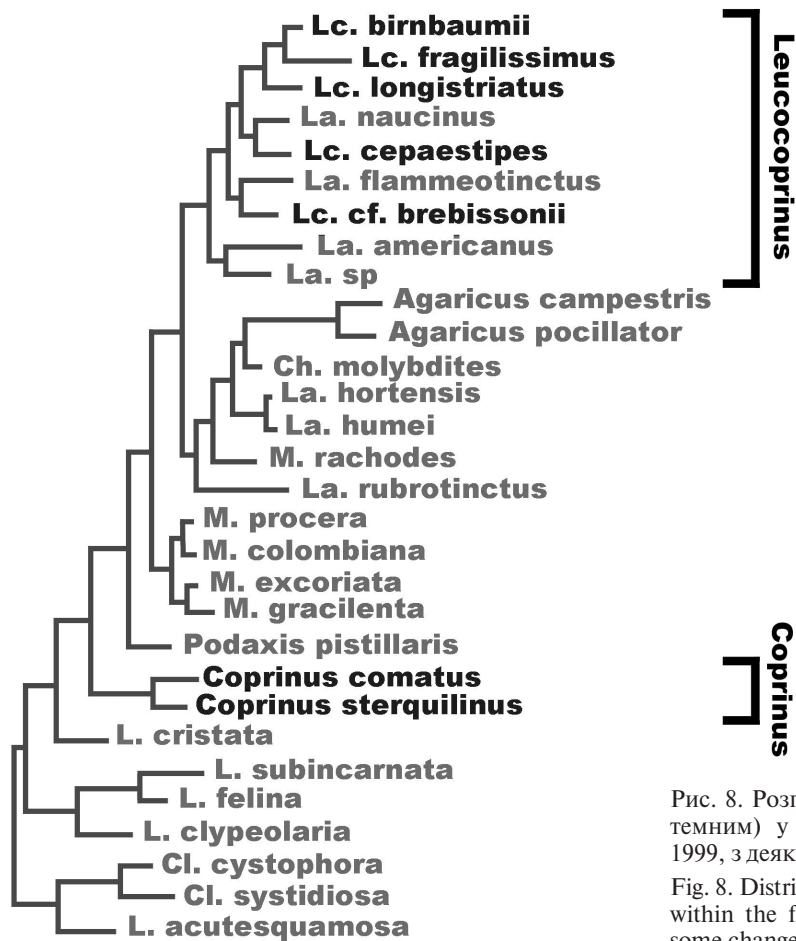 Lc. birnbaumii
Lc. fragilissimus
Lc. longistriatus
La. naucinus
Lc. cepaestipes
La. flammeotinctus
Lc. cf. brebissonii
La. americanus
La. sp
Leucocoprinus
Agaricus campestris
Agaricus pocillator
Ch. molybdites
La. hortensis
La. humei
M. rachodes
La. rubrotinctus
M. procera
M. colombiana
M. excoriata
M. gracilenta
Podaxis pistillaris
Coprinus comatus
Coprinus sterquilinus
Coprinus
L. cristata
L. subincarnata
L. felina
L. clypeolaria
Cl. cystophora
Cl. systidiosa
L. acutesquamosa
Рис. 8. Розп
темним) у
1999, з деяк
Fig. 8. Distri
within the f
some change